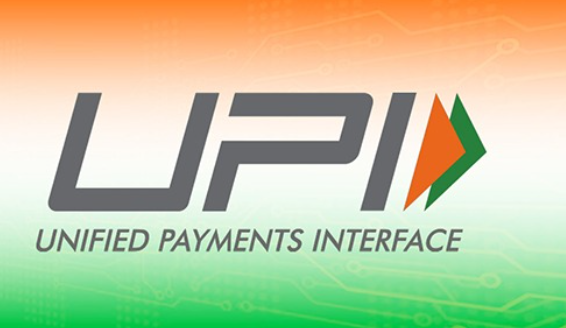 UPI
UNIFIED PAYMENTS INTERFACE